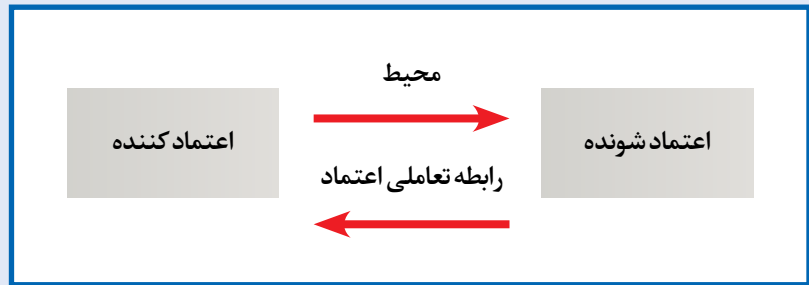 محیط
اعتماد شونده
اعتماد کننده
رابطه تعاملی اعتماد